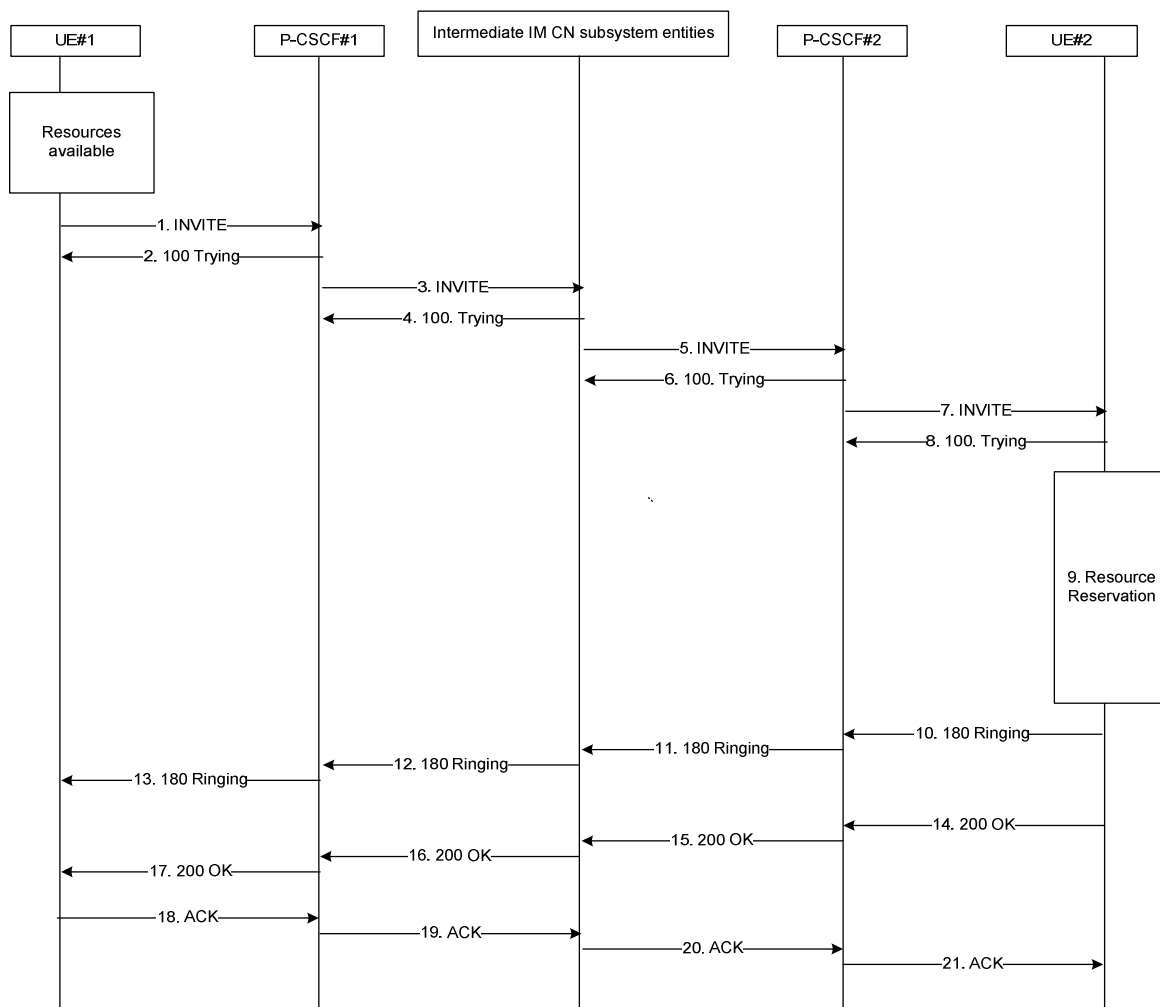 UE#1
P-CSCF#1
Intermediate IM CN subsystem entities
P-CSCF#2
UE#2
Resources
available
1. INVITE
2. 100 Trying
3. INVITE
4. 100. Trying
5. INVITE
6. 100. Trying
7. INVITE
8. 100. Trying
9. Resource
Reservation
10. 180 Ringing
11. 180 Ringing
12. 180 Ringing
13. 180 Ringing
14. 200 OK
15. 200 OK
16. 200 OK
17. 200 OK
18. ACK
19. ACK
20. ACK
21. ACK